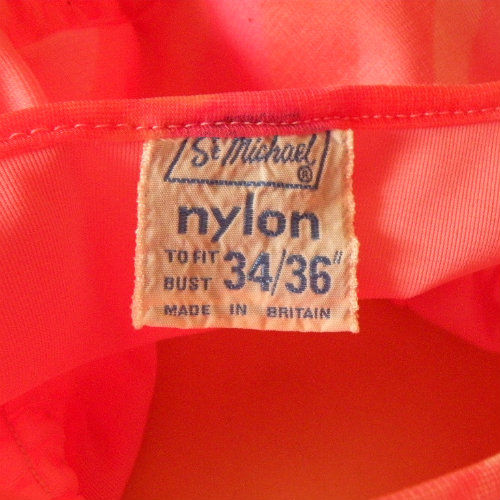 St Michael
®
nylon
TO FIT
BUST 34/36"
MADE IN BRITAIN